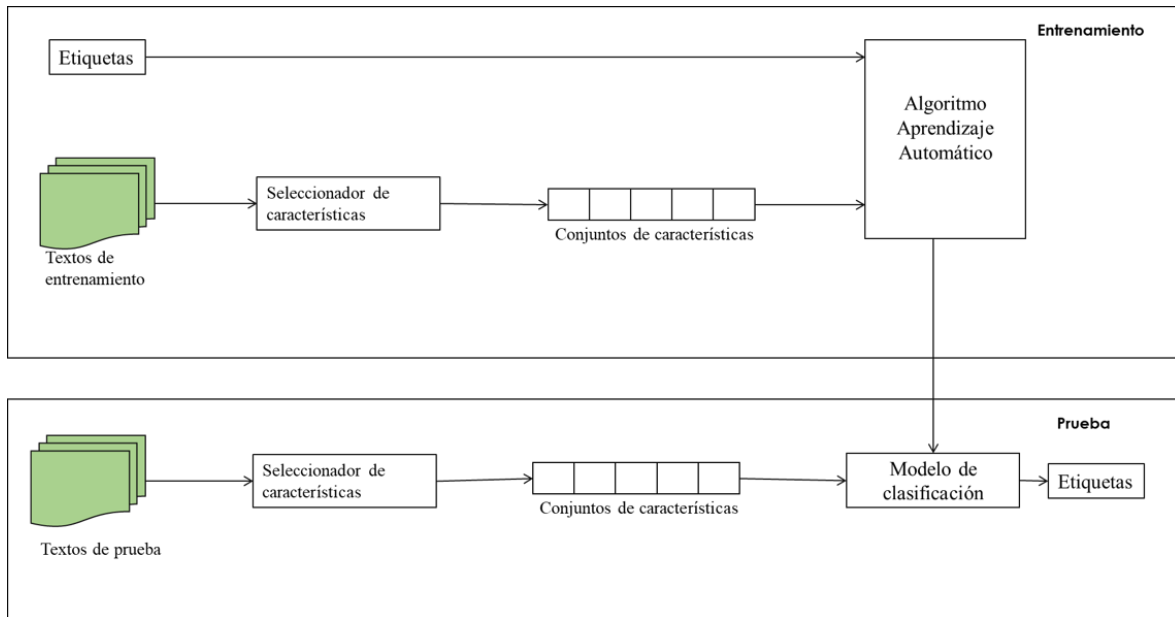 Entrenamiento
Etiquetas
Algoritmo
Aprendizaje
Automático
Seleccionador de
características
Conjuntos de características
Textos de
entrenamiento
Prueba
Seleccionador de
características
Conjuntos de características
Modelo de
clasificación
Etiquetas
Textos de prueba